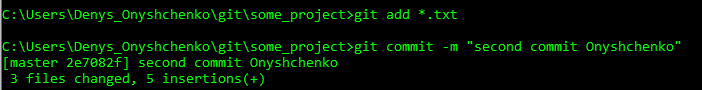 C:\Users\Denys_Onyshchenko\git\some_project>git add *.txt
C:\Users\Denys_Onyshchenko\git\some_project>git commit -m "second commit Onyshchenko"
[master 2e7082f] second commit Onyshchenko
 3 files changed, 5 insertions(+)